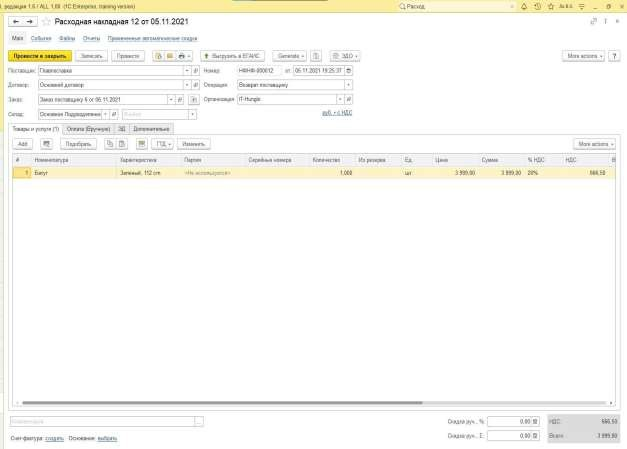 редакция 1.6 / ALL 1.00 (1C:Enterprise, training version)
Расход
Расходная накладная 12 от 05.11.2021
Main События Файлы Отчеты Примененные автоматические скидки
Провести и закрыть Записать Провести Выгрузить в ЕГАИС Generate ЭДО More actions ?
Поставщик: Главпоставка Номер: НФНФ-000012 от: 05.11.2021 19:25:37
Договор: Основной договор Операция: Возврат поставщику
Заказ: Заказ поставщику 6 от 05.11.2021 Организация: IT-Hungle
Склад: Основное Подразделение руб. • с НДС
Товары и услуги (1) Оплата (Вручную) ЭД Дополнительно
Add Подобрать ГТД Изменить More actions
# Номенклатура Характеристика Партия Серийные номера Количество Из резерва Ед. Цена Сумма % НДС НДС В
1 Батут Зеленый, 112 cm <Не используется> 1,000 шт 3 999,00 3 999,00 20% 666,50
Комментарий Скидка руч., %: 0,00 НДС: 666,50
Счет-фактура: создать Основание: выбрать Скидка руч., Σ: 0,00 Всего: 3 999,00